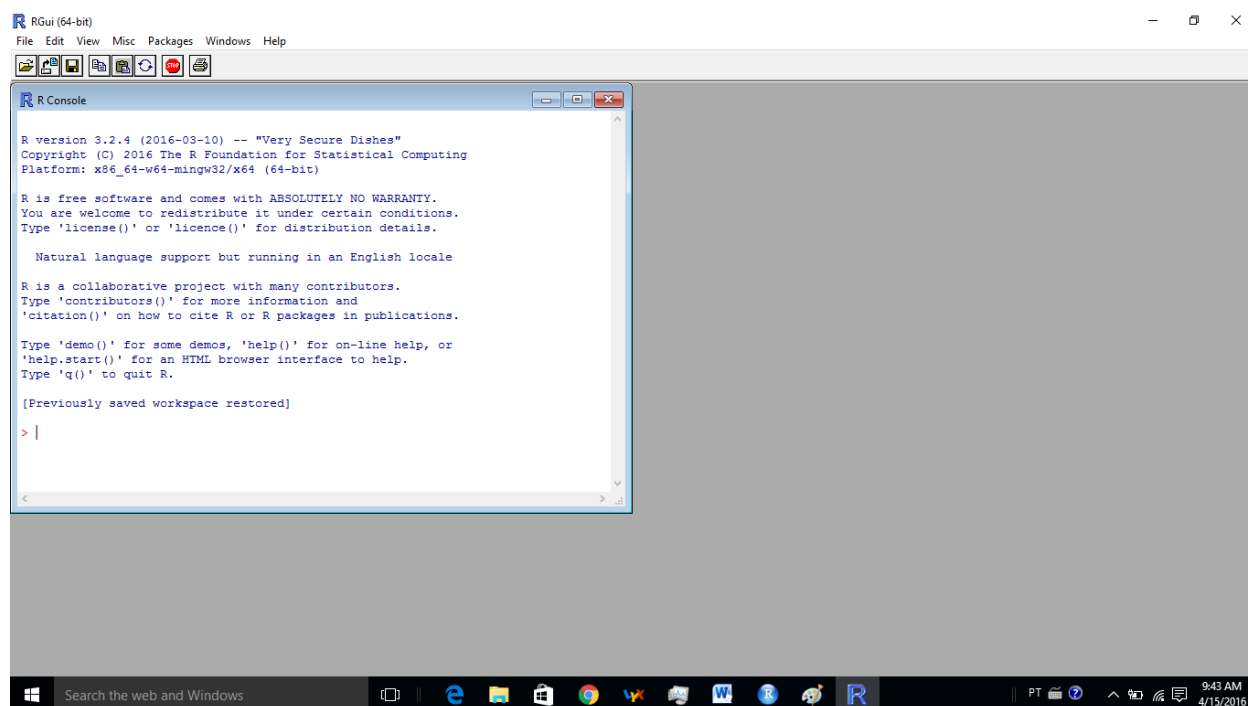 RGui (64-bit)
File Edit View Misc Packages Windows Help
STOP
R Console
R version 3.2.4 (2016-03-10) -- "Very Secure Dishes"
Copyright (C) 2016 The R Foundation for Statistical Computing
Platform: x86_64-w64-mingw32/x64 (64-bit)
R is free software and comes with ABSOLUTELY NO WARRANTY.
You are welcome to redistribute it under certain conditions.
Type 'license()' or 'licence()' for distribution details.
Natural language support but running in an English locale
R is a collaborative project with many contributors.
Type 'contributors()' for more information and
'citation()' on how to cite R or R packages in publications.
Type 'demo()' for some demos, 'help()' for on-line help, or
'help.start()' for an HTML browser interface to help.
Type 'q()' to quit R.
[Previously saved workspace restored]
>
Search the web and Windows
PT
9:43 AM
4/15/2016